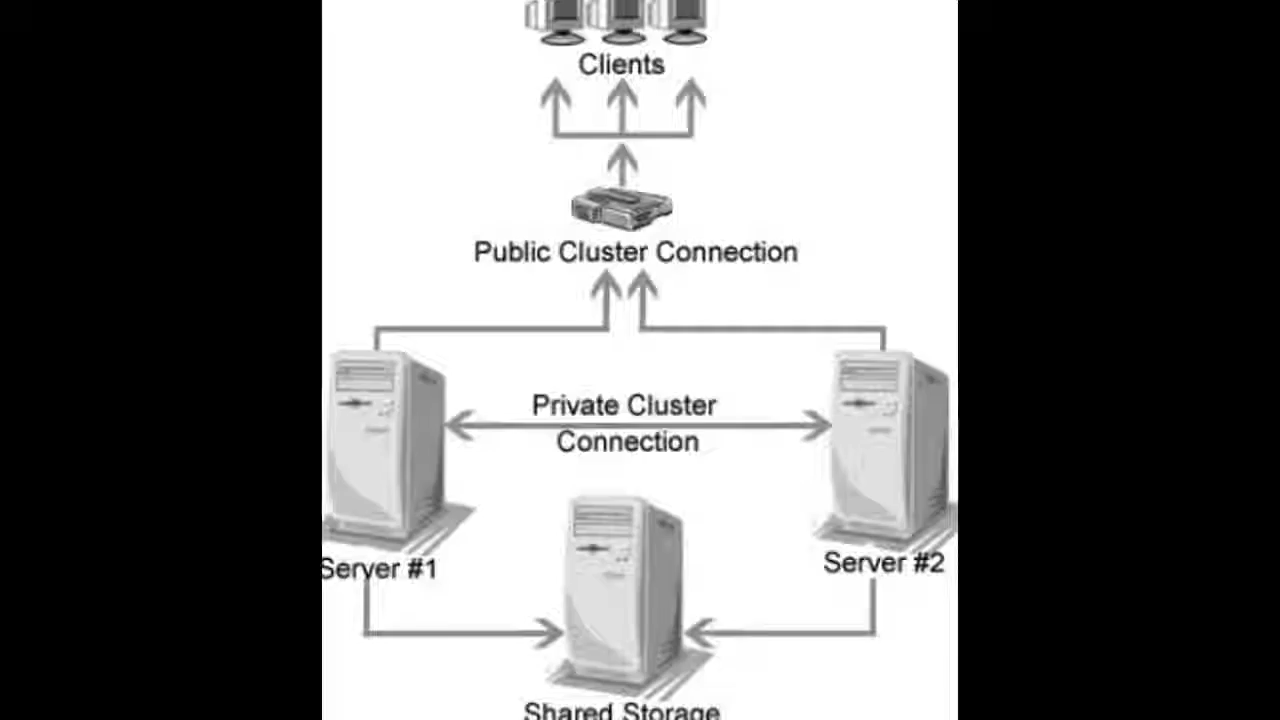 Clients
Public Cluster Connection
Private Cluster
Connection
Server #1
Server #2
Shared Storage